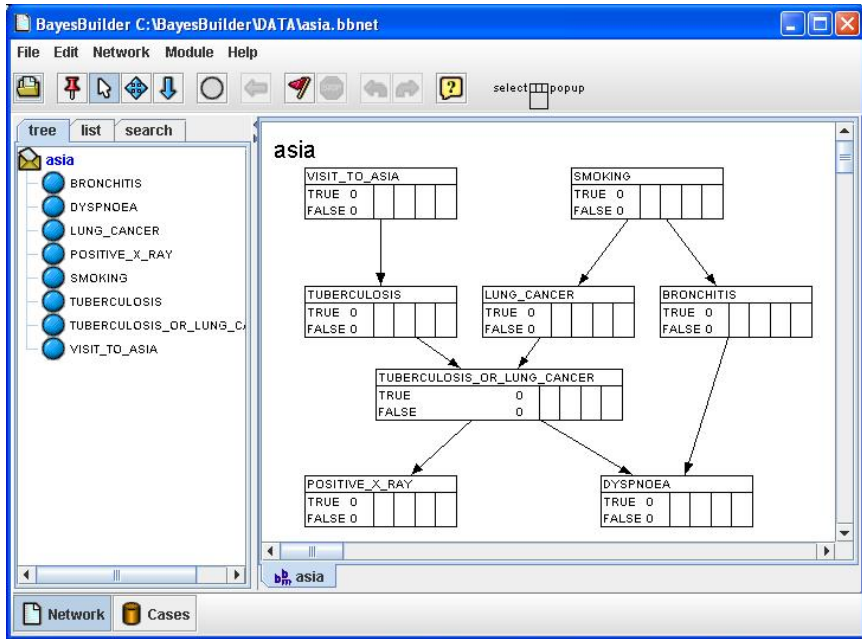 BayesBuilder C:\BayesBuilder\DATA\asia.bbnet
File Edit Network Module Help
STOP ? select popup
tree list search
asia
BRONCHITIS
DYSPNOEA
LUNG_CANCER
POSITIVE_X_RAY
SMOKING
TUBERCULOSIS
TUBERCULOSIS_OR_LUNG_CA
VISIT_TO_ASIA
asia
VISIT_TO_ASIA
TRUE 0
FALSE 0
SMOKING
TRUE 0
FALSE 0
TUBERCULOSIS
TRUE 0
FALSE 0
LUNG_CANCER
TRUE 0
FALSE 0
BRONCHITIS
TRUE 0
FALSE 0
TUBERCULOSIS_OR_LUNG_CANCER
TRUE 0
FALSE 0
POSITIVE_X_RAY
TRUE 0
FALSE 0
DYSPNOEA
TRUE 0
FALSE 0
asia
Network Cases